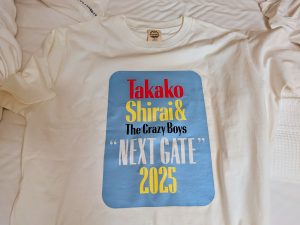 Takako
Shirai &
The Crazy Boys
"NEXT GATE"
2025